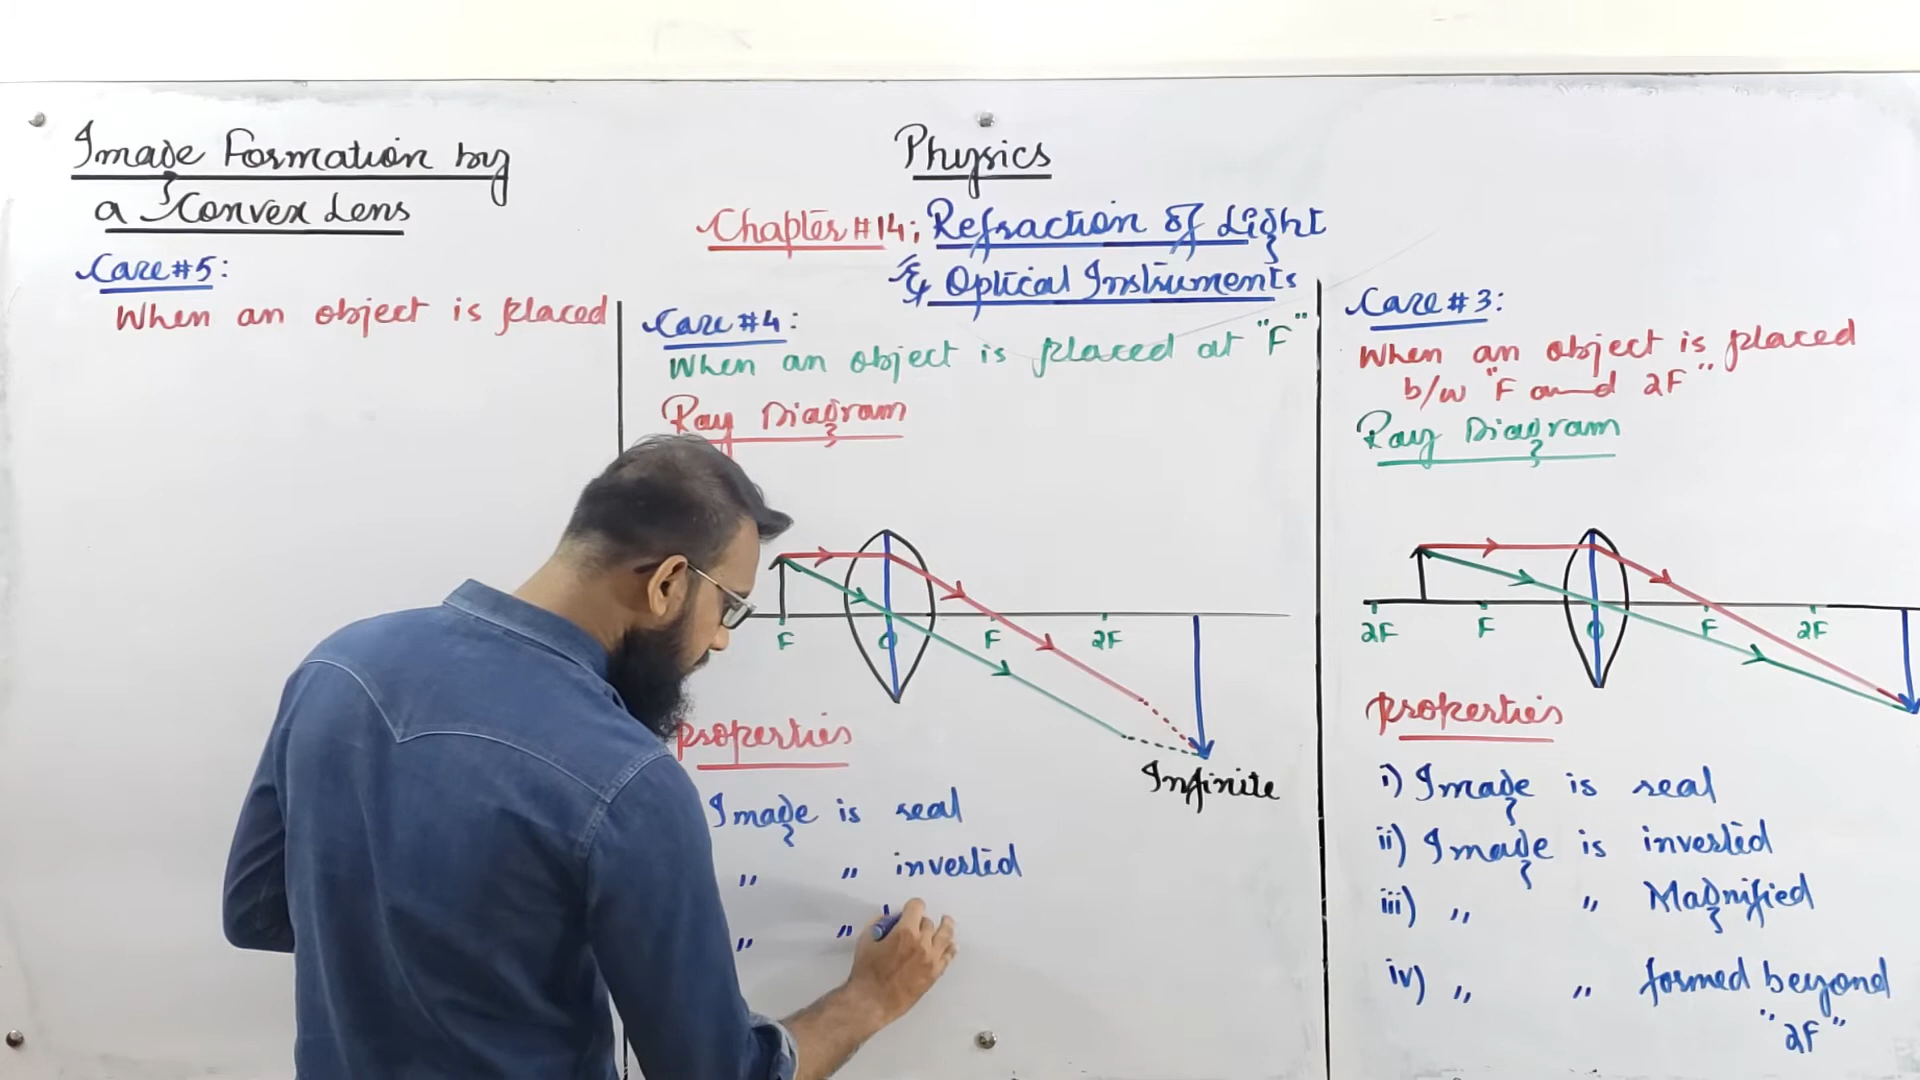 Image Formation by
a Convex Lens
Case#5:
When an object is placed
Physics
Chapter#14; Refraction of Light
& Optical Instruments
Case#4:
When an object is placed at "F"
Ray Diagram
F O F 2F
Infinite
Properties
Image is real
" " inverted
" "
Case#3:
When an object is placed
b/w "F and 2F"
Ray Diagram
2F F O F 2F
Properties
i) Image is real
ii) Image is inverted
iii) " " Magnified
iv) " " formed beyond
"2F"